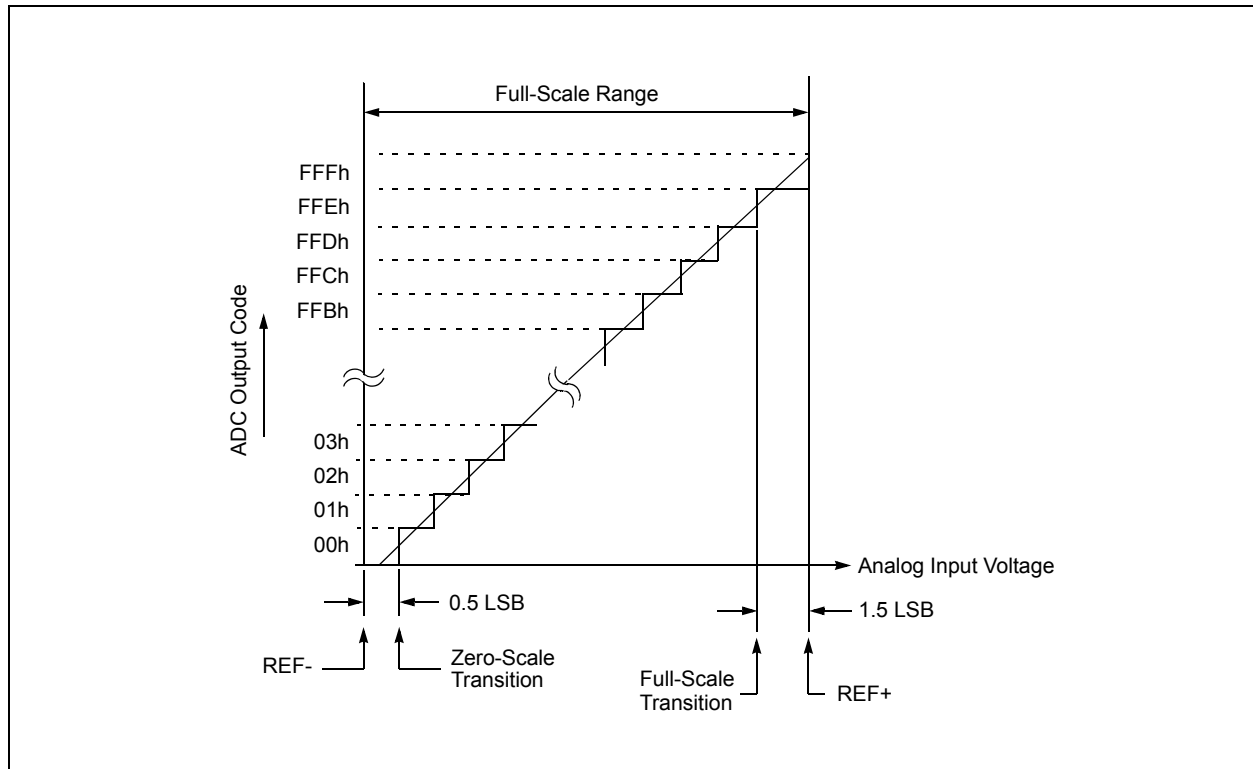 Full-Scale Range
FFFh
FFEh
FFDh
FFCh
FFBh
ADC Output Code
03h
02h
01h
00h
Analog Input Voltage
0.5 LSB
1.5 LSB
REF-
Zero-Scale
Transition
Full-Scale
Transition
REF+